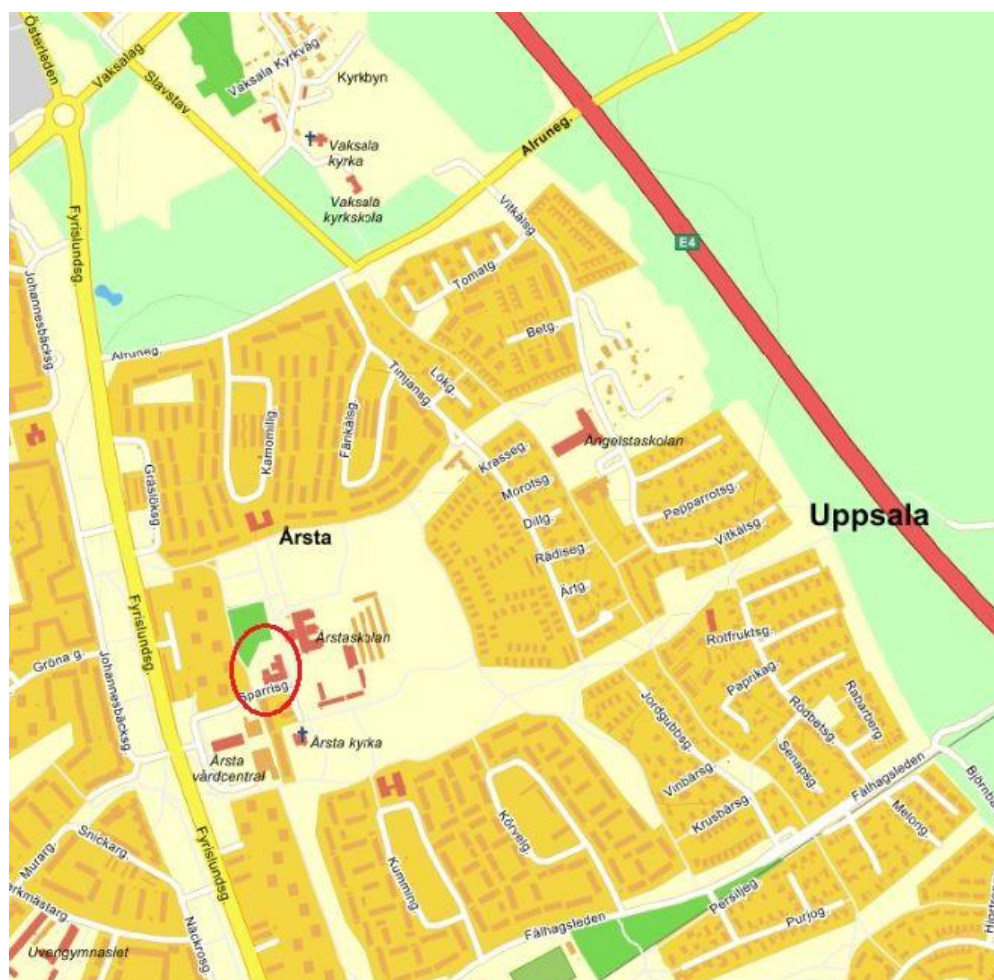 Österleden
Vaksalag.
Slavstav.
Vaksala Kyrkväg
Kyrkbyn
Vaksala
kyrka
Vaksala
kyrkskola
Alruneg.
E4
Fyrislundsg.
Johannesbäcksg.
Vitkålsg.
Tomatg.
Betg.
Alruneg.
Timjansg.
Lökg.
Kamomillg.
Fänkålsg.
Gräslöksg.
Krasseg.
Morotsg.
Dillg.
Rädiseg.
Ärtg.
Ängelstaskolan
Pepparrotsg.
Vitkålsg.
Uppsala
Årsta
Fyrislundsg.
Årstaskolan
Sparrisg.
Gröna g.
Johannesbäcksg.
Årsta kyrka
Årsta
vårdcentral
Rotfruktsg.
Paprikag.
Rödbetsg.
Rabarberg.
Senapsg.
Jordgubbsg.
Vinbärsg.
Krusbärsg.
Fålhagsleden
Melong.
Persiljeg.
Purjog.
Fålhagsleden
Körvelg.
Kumming.
Fyrislundsg.
Snickarg.
Murarg.
erkmästarg.
Näckrosg.
Uvengymnasiet
Björnb